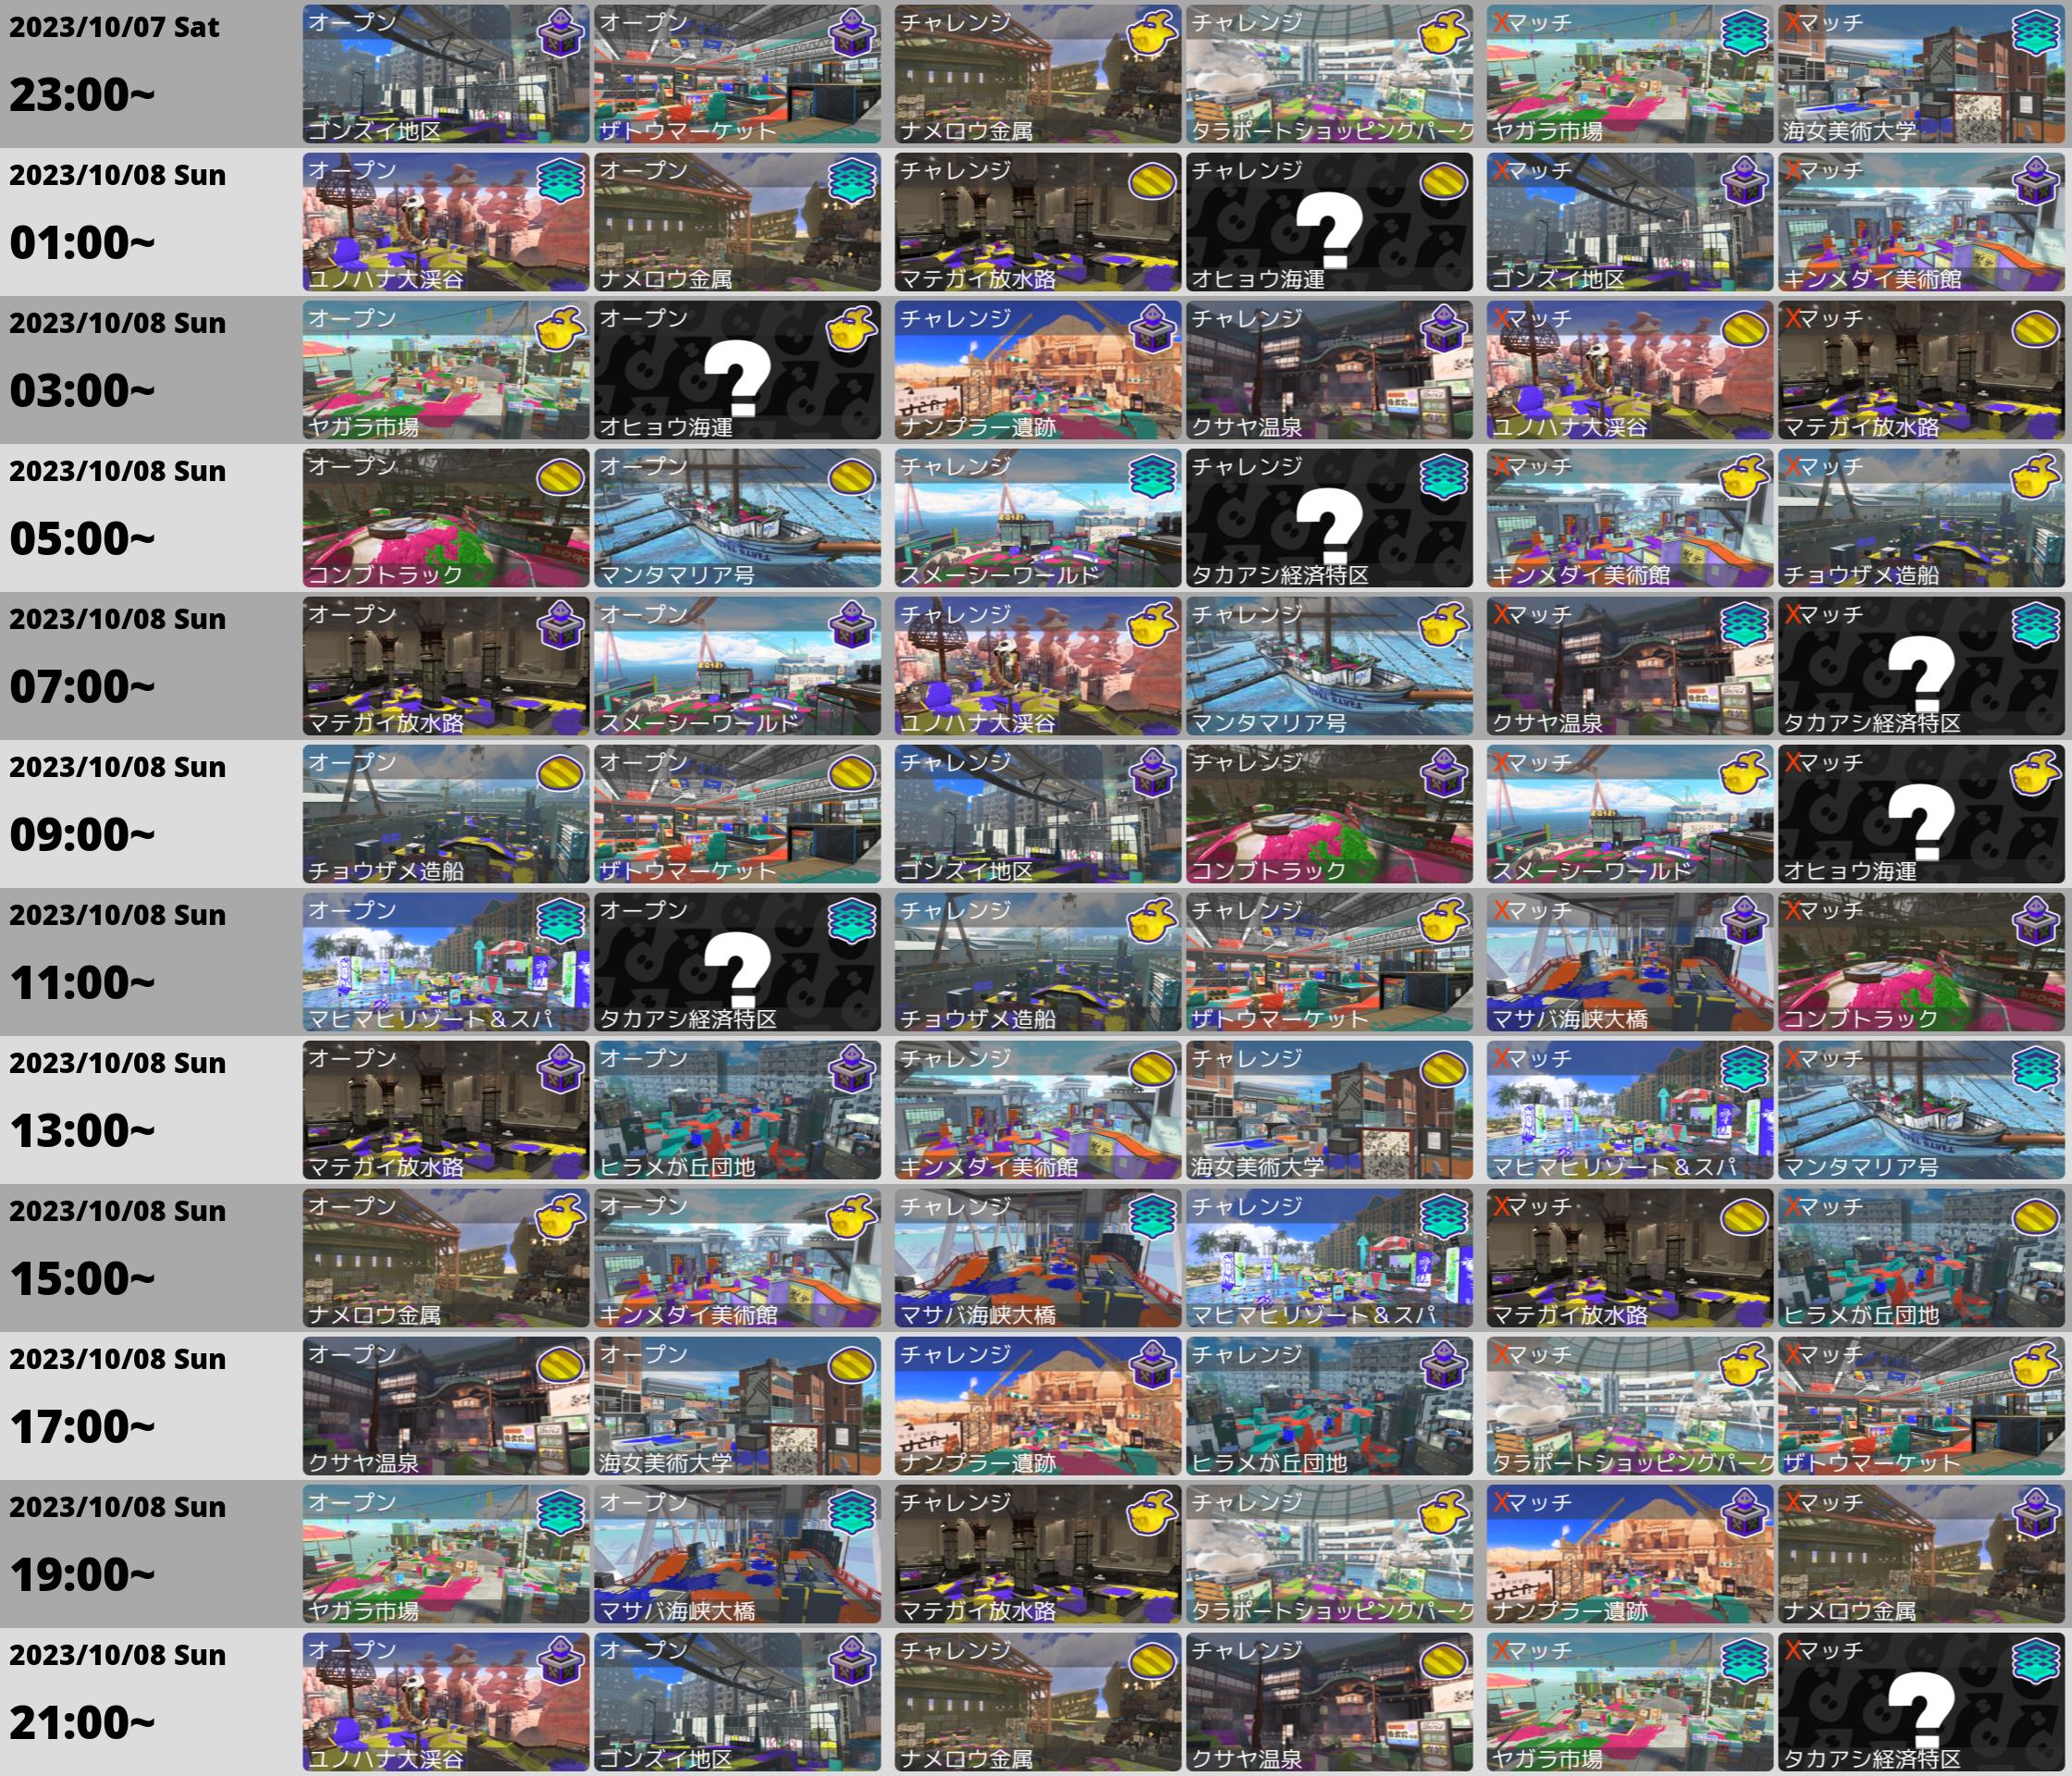 2023/10/07 Sat
23:00~
オープン オープン チャレンジ チャレンジ Xマッチ Xマッチ
ゴンズイ地区 ザトウマーケット ナメロウ金属 タラポートショッピングパーク ヤガラ市場 海女美術大学
2023/10/08 Sun
01:00~
オープン オープン チャレンジ チャレンジ Xマッチ Xマッチ
ユノハナ大渓谷 ナメロウ金属 マテガイ放水路 オヒョウ海運 ゴンズイ地区 キンメダイ美術館
2023/10/08 Sun
03:00~
オープン オープン チャレンジ チャレンジ Xマッチ Xマッチ
ヤガラ市場 オヒョウ海運 ナンプラー遺跡 クサヤ温泉 ユノハナ大渓谷 マテガイ放水路
2023/10/08 Sun
05:00~
オープン オープン チャレンジ チャレンジ Xマッチ Xマッチ
コンブトラック マンタマリア号 スメーシーワールド タカアシ経済特区 キンメダイ美術館 チョウザメ造船
2023/10/08 Sun
07:00~
オープン オープン チャレンジ チャレンジ Xマッチ Xマッチ
マテガイ放水路 スメーシーワールド ユノハナ大渓谷 マンタマリア号 クサヤ温泉 タカアシ経済特区
2023/10/08 Sun
09:00~
オープン オープン チャレンジ チャレンジ Xマッチ Xマッチ
チョウザメ造船 ザトウマーケット ゴンズイ地区 コンブトラック スメーシーワールド オヒョウ海運
2023/10/08 Sun
11:00~
オープン オープン チャレンジ チャレンジ Xマッチ Xマッチ
マヒマヒリゾート＆スパ タカアシ経済特区 チョウザメ造船 ザトウマーケット マサバ海峡大橋 コンブトラック
2023/10/08 Sun
13:00~
オープン オープン チャレンジ チャレンジ Xマッチ Xマッチ
マテガイ放水路 ヒラメが丘団地 キンメダイ美術館 海女美術大学 マヒマヒリゾート＆スパ マンタマリア号
2023/10/08 Sun
15:00~
オープン オープン チャレンジ チャレンジ Xマッチ Xマッチ
ナメロウ金属 キンメダイ美術館 マサバ海峡大橋 マヒマヒリゾート＆スパ マテガイ放水路 ヒラメが丘団地
2023/10/08 Sun
17:00~
オープン オープン チャレンジ チャレンジ Xマッチ Xマッチ
クサヤ温泉 海女美術大学 ナンプラー遺跡 ヒラメが丘団地 タラポートショッピングパーク ザトウマーケット
2023/10/08 Sun
19:00~
オープン オープン チャレンジ チャレンジ Xマッチ Xマッチ
ヤガラ市場 マサバ海峡大橋 マテガイ放水路 タラポートショッピングパーク ナンプラー遺跡 ナメロウ金属
2023/10/08 Sun
21:00~
オープン オープン チャレンジ チャレンジ Xマッチ Xマッチ
ユノハナ大渓谷 ゴンズイ地区 ナメロウ金属 クサヤ温泉 ヤガラ市場 タカアシ経済特区